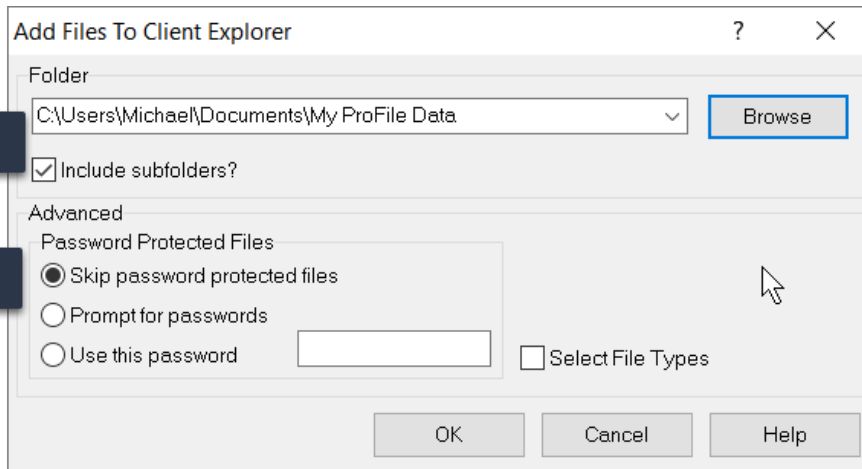 Add Files To Client Explorer ?
Folder
C:\Users\Michael\Documents\My ProFile Data
Browse
Include subfolders?
Advanced
Password Protected Files
Skip password protected files
Prompt for passwords
Use this password
Select File Types
OK Cancel Help